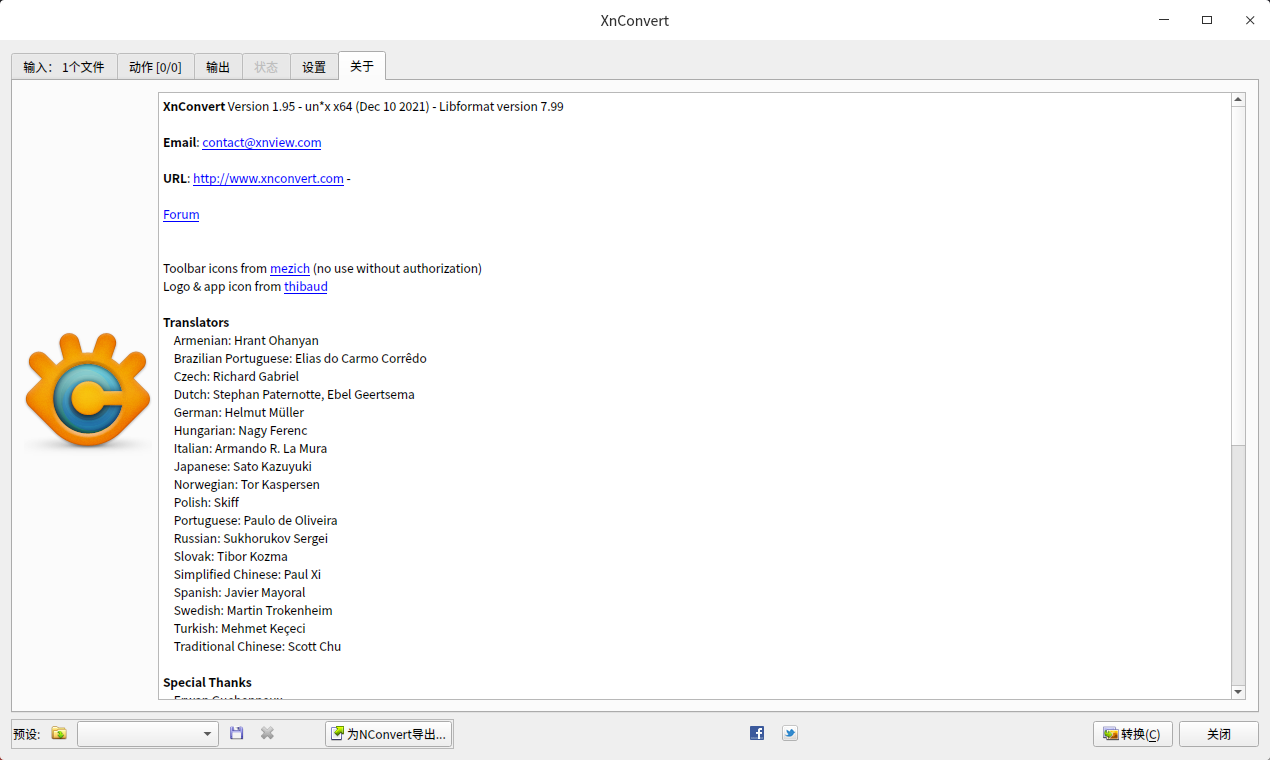 XnConvert
输入： 1个文件
动作 [0/0]
输出
状态
设置
关于
XnConvert Version 1.95 - un*x x64 (Dec 10 2021) - Libformat version 7.99
Email: contact@xnview.com
URL: http://www.xnconvert.com -
Forum
Toolbar icons from mezich (no use without authorization)
Logo & app icon from thibaud
Translators
Armenian: Hrant Ohanyan
Brazilian Portuguese: Elias do Carmo Corrêdo
Czech: Richard Gabriel
Dutch: Stephan Paternotte, Ebel Geertsema
German: Helmut Müller
Hungarian: Nagy Ferenc
Italian: Armando R. La Mura
Japanese: Sato Kazuyuki
Norwegian: Tor Kaspersen
Polish: Skiff
Portuguese: Paulo de Oliveira
Russian: Sukhorukov Sergei
Slovak: Tibor Kozma
Simplified Chinese: Paul Xi
Spanish: Javier Mayoral
Swedish: Martin Trokenheim
Turkish: Mehmet Keçeci
Traditional Chinese: Scott Chu
Special Thanks
预设:
为NConvert导出...
转换(C)
关闭